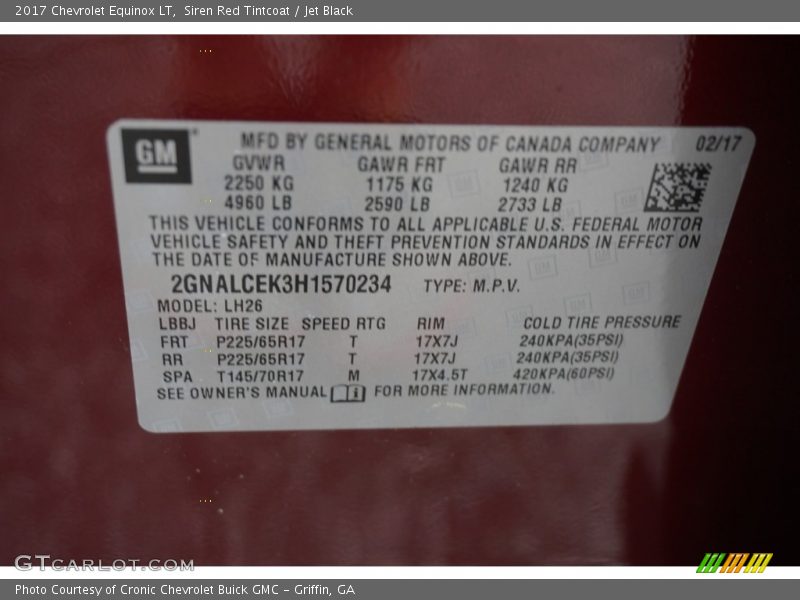 2017 Chevrolet Equinox LT, Siren Red Tintcoat / Jet Black
GM MFD BY GENERAL MOTORS OF CANADA COMPANY 02/17
GVWR GAWR FRT GAWR RR
2250 KG 1175 KG 1240 KG
4960 LB 2590 LB 2733 LB
THIS VEHICLE CONFORMS TO ALL APPLICABLE U.S. FEDERAL MOTOR
VEHICLE SAFETY AND THEFT PREVENTION STANDARDS IN EFFECT ON
THE DATE OF MANUFACTURE SHOWN ABOVE.
2GNALCEK3H1570234 TYPE: M.P.V.
MODEL: LH26
LBBJ TIRE SIZE SPEED RTG RIM COLD TIRE PRESSURE
FRT P225/65R17 T 17X7J 240KPA(35PSI)
RR P225/65R17 T 17X7J 240KPA(35PSI)
SPA T145/70R17 M 17X4.5T 420KPA(60PSI)
SEE OWNER'S MANUAL i FOR MORE INFORMATION.
GTCARLOT.COM
Photo Courtesy of Cronic Chevrolet Buick GMC - Griffin, GA